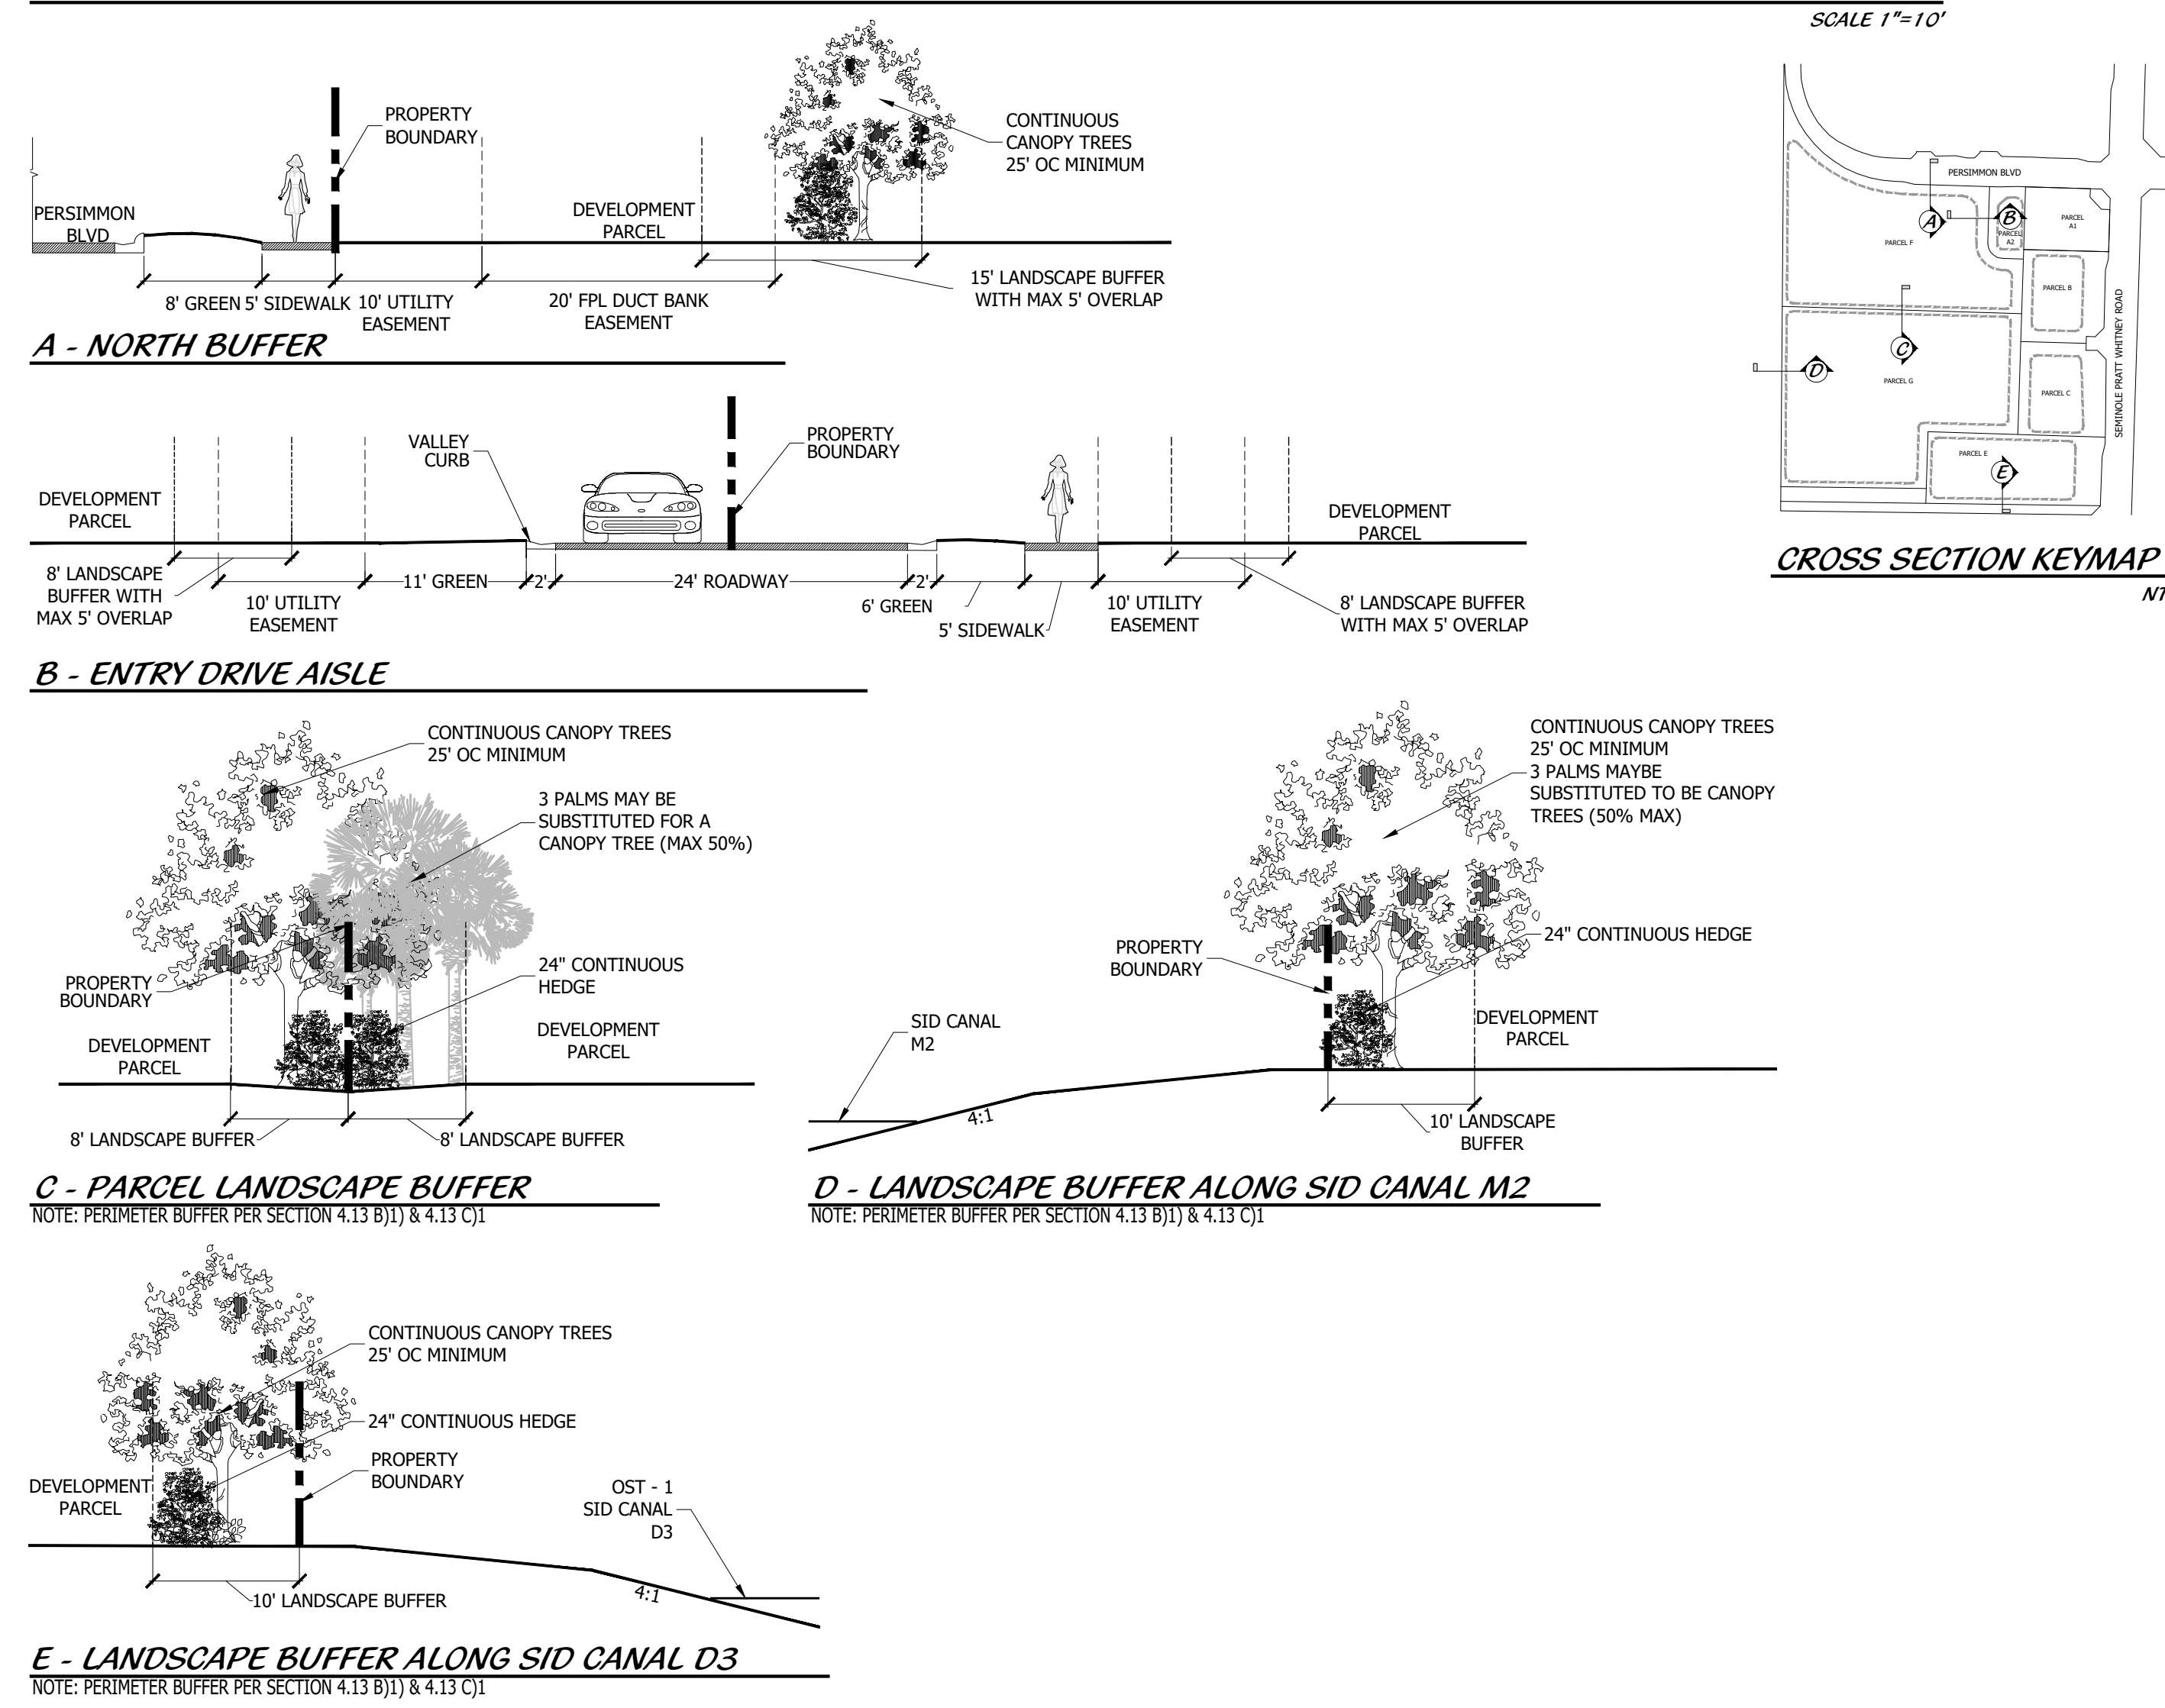 SCALE 1"=10'
PROPERTY
BOUNDARY
CONTINUOUS
CANOPY TREES
25' OC MINIMUM
PERSIMMON
BLVD
DEVELOPMENT
PARCEL
8' GREEN
5' SIDEWALK
10' UTILITY
EASEMENT
20' FPL DUCT BANK
EASEMENT
15' LANDSCAPE BUFFER
WITH MAX 5' OVERLAP
A - NORTH BUFFER
PERSIMMON BLVD
A
B
PARCEL
A2
PARCEL
A1
PARCEL F
PARCEL B
SEMINOLE PRATT WHITNEY ROAD
C
D
PARCEL G
PARCEL C
PARCEL E
E
CROSS SECTION KEYMAP
VALLEY
CURB
PROPERTY
BOUNDARY
DEVELOPMENT
PARCEL
DEVELOPMENT
PARCEL
8' LANDSCAPE
BUFFER WITH
MAX 5' OVERLAP
10' UTILITY
EASEMENT
11' GREEN
2'
24' ROADWAY
2'
6' GREEN
5' SIDEWALK
10' UTILITY
EASEMENT
8' LANDSCAPE BUFFER
WITH MAX 5' OVERLAP
B - ENTRY DRIVE AISLE
CONTINUOUS CANOPY TREES
25' OC MINIMUM
3 PALMS MAY BE
SUBSTITUTED FOR A
CANOPY TREE (MAX 50%)
PROPERTY
BOUNDARY
24" CONTINUOUS
HEDGE
DEVELOPMENT
PARCEL
DEVELOPMENT
PARCEL
8' LANDSCAPE BUFFER
8' LANDSCAPE BUFFER
C - PARCEL LANDSCAPE BUFFER
NOTE: PERIMETER BUFFER PER SECTION 4.13 B)1) & 4.13 C)1
CONTINUOUS CANOPY TREES
25' OC MINIMUM
3 PALMS MAYBE
SUBSTITUTED TO BE CANOPY
TREES (50% MAX)
24" CONTINUOUS HEDGE
PROPERTY
BOUNDARY
SID CANAL
M2
DEVELOPMENT
PARCEL
4:1
10' LANDSCAPE
BUFFER
D - LANDSCAPE BUFFER ALONG SID CANAL M2
NOTE: PERIMETER BUFFER PER SECTION 4.13 B)1) & 4.13 C)1
CONTINUOUS CANOPY TREES
25' OC MINIMUM
24" CONTINUOUS HEDGE
PROPERTY
BOUNDARY
DEVELOPMENT
PARCEL
OST - 1
SID CANAL
D3
4:1
10' LANDSCAPE BUFFER
E - LANDSCAPE BUFFER ALONG SID CANAL D3
NOTE: PERIMETER BUFFER PER SECTION 4.13 B)1) & 4.13 C)1